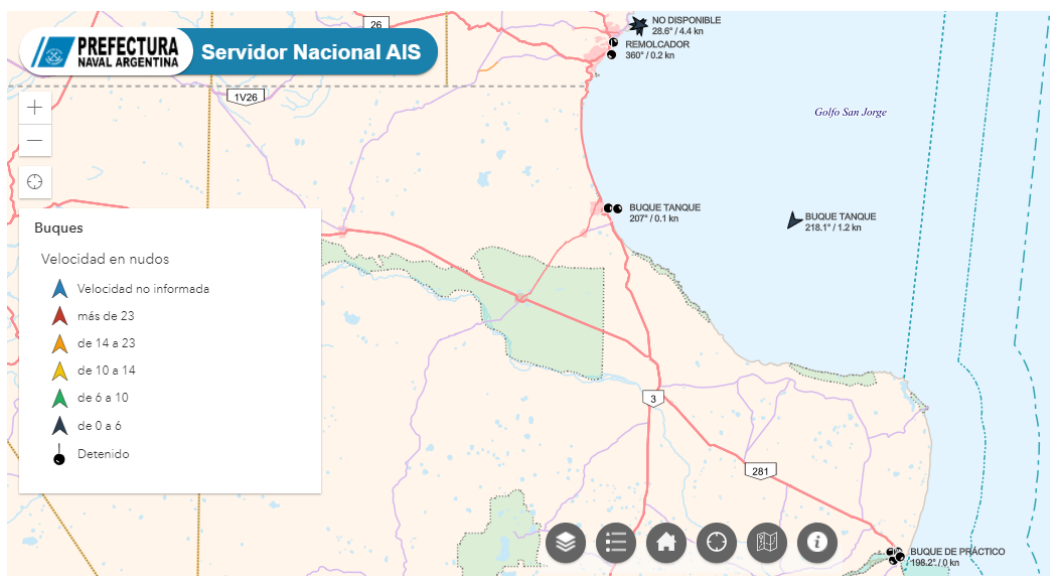 26
NO DISPONIBLE
28.6° / 4.4 kn
REMOLCADOR
360° / 0.2 kn
PREFECTURA
NAVAL ARGENTINA
Servidor Nacional AIS
1V26
Golfo San Jorge
BUQUE TANQUE
207° / 0.1 kn
BUQUE TANQUE
218.1° / 1.2 kn
Buques
Velocidad en nudos
Velocidad no informada
más de 23
de 14 a 23
de 10 a 14
de 6 a 10
de 0 a 6
Detenido
3
281
BUQUE DE PRÁCTICO
198.2° / 0 kn